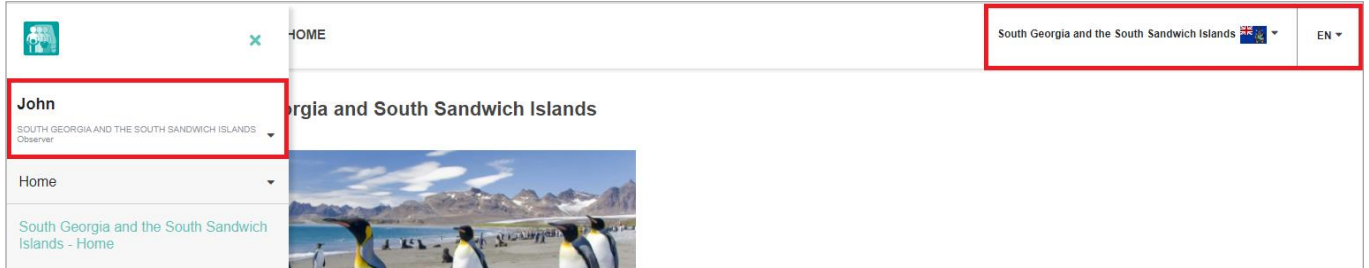 ×
HOME
South Georgia and the South Sandwich Islands
EN
John
SOUTH GEORGIA AND THE SOUTH SANDWICH ISLANDS
Observer
orgia and South Sandwich Islands
Home
South Georgia and the South Sandwich
Islands - Home